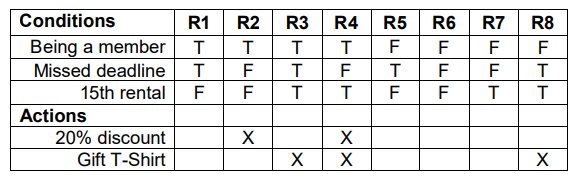 Conditions R1 R2 R3 R4 R5 R6 R7 R8
Being a member T T T T F F F F
Missed deadline T F T F T F F T
15th rental F F T T F F T T
Actions
20% discount X X
Gift T-Shirt X X X